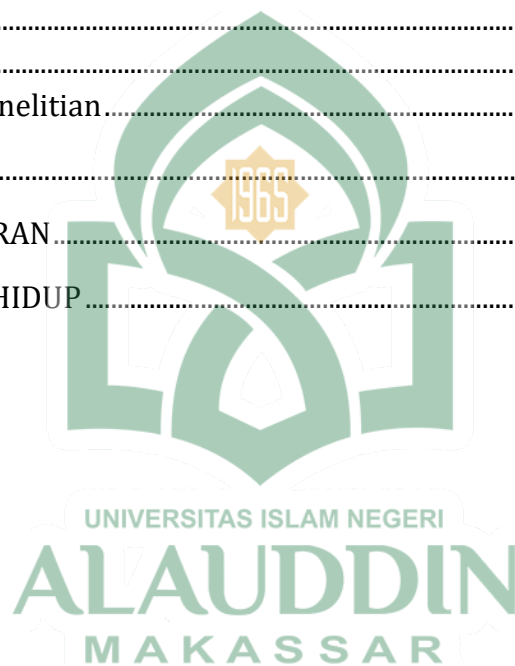 nelitian
1965
RAN
HIDUP
UNIVERSITAS ISLAM NEGERI
ALAUDDIN
MAKASSAR